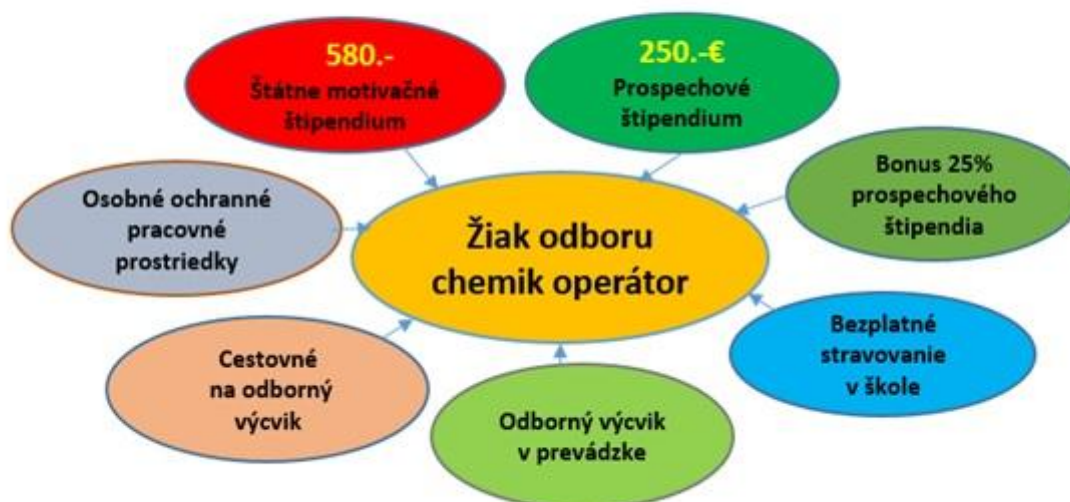 580.-
Štátne motivačné
štipendium
250.-€
Prospechové
štipendium
Bonus 25%
prospechového
štipendia
Osobné ochranné
pracovné
prostriedky
Žiak odboru
chemik operátor
Bezplatné
stravovanie
v škole
Cestovné
na odborný
výcvik
Odborný výcvik
v prevádzke